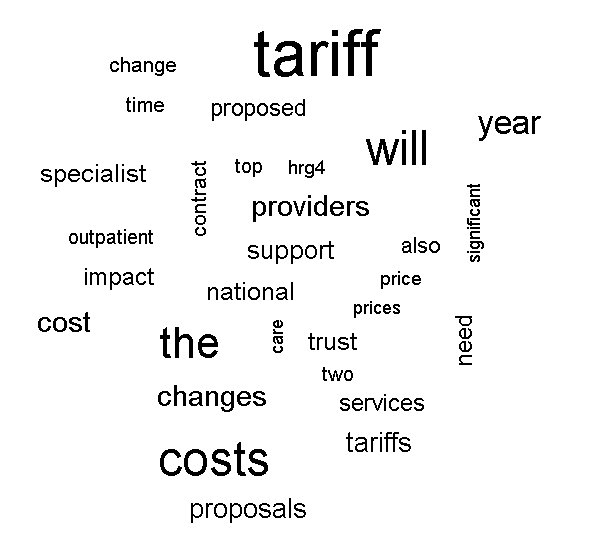 tariff
change
time
proposed
year
will
specialist
contract
top
hrg4
providers
significant
outpatient
support
also
impact
national
price
prices
cost
the
care
trust
need
two
changes
services
tariffs
costs
proposals